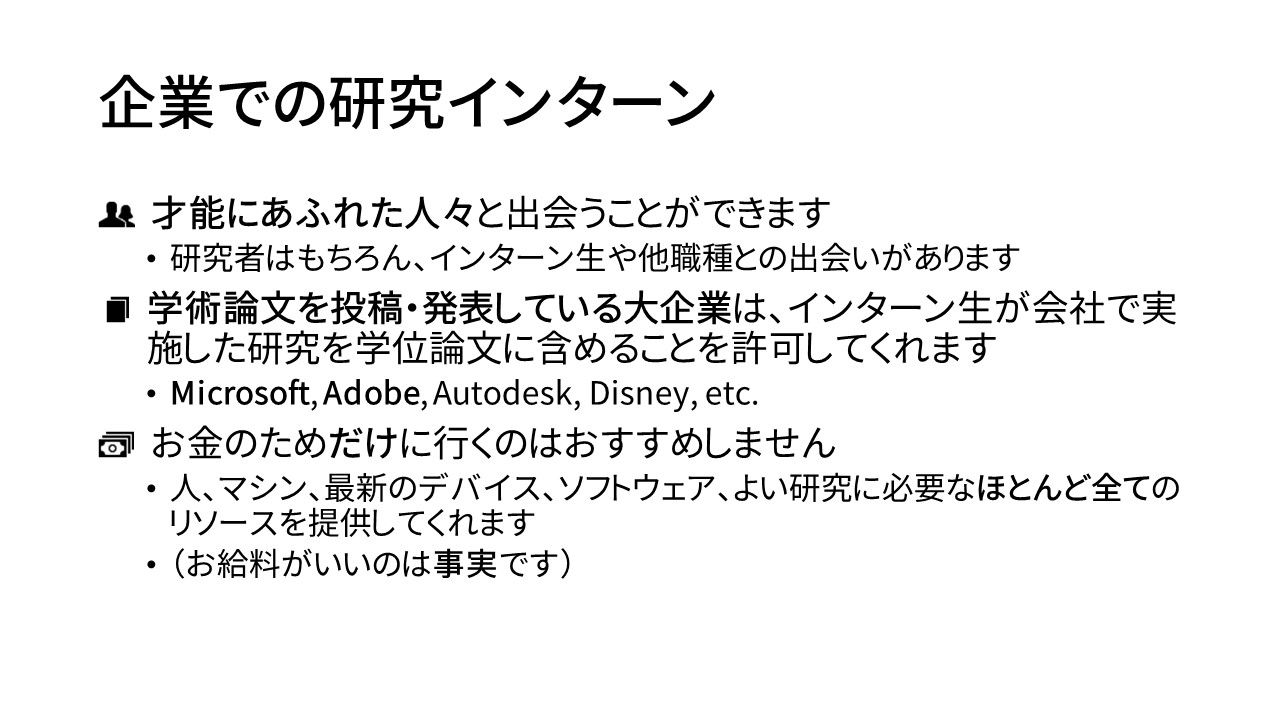 企業での研究インターン
才能にあふれた人々と出会うことができます
• 研究者はもちろん、インターン生や他職種との出会いがあります
学術論文を投稿・発表している大企業は、インターン生が会社で実
施した研究を学位論文に含めることを許可してくれます
• Microsoft, Adobe, Autodesk, Disney, etc.
お金のためだけに行くのはおすすめしません
• 人、マシン、最新のデバイス、ソフトウェア、よい研究に必要なほとんど全ての
リソースを提供してくれます
• （お給料がいいのは事実です）